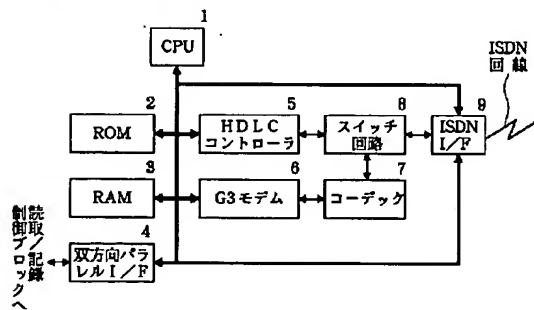 1
CPU
ISDN
回線
2
ROM
5
HDLC
コントローラ
8
スイッチ
回路
9
ISDN
I/F
3
RAM
6
G3モデム
7
コーデック
4
双方向パラ
レルI/F
読取/記録
制御ブロックへ